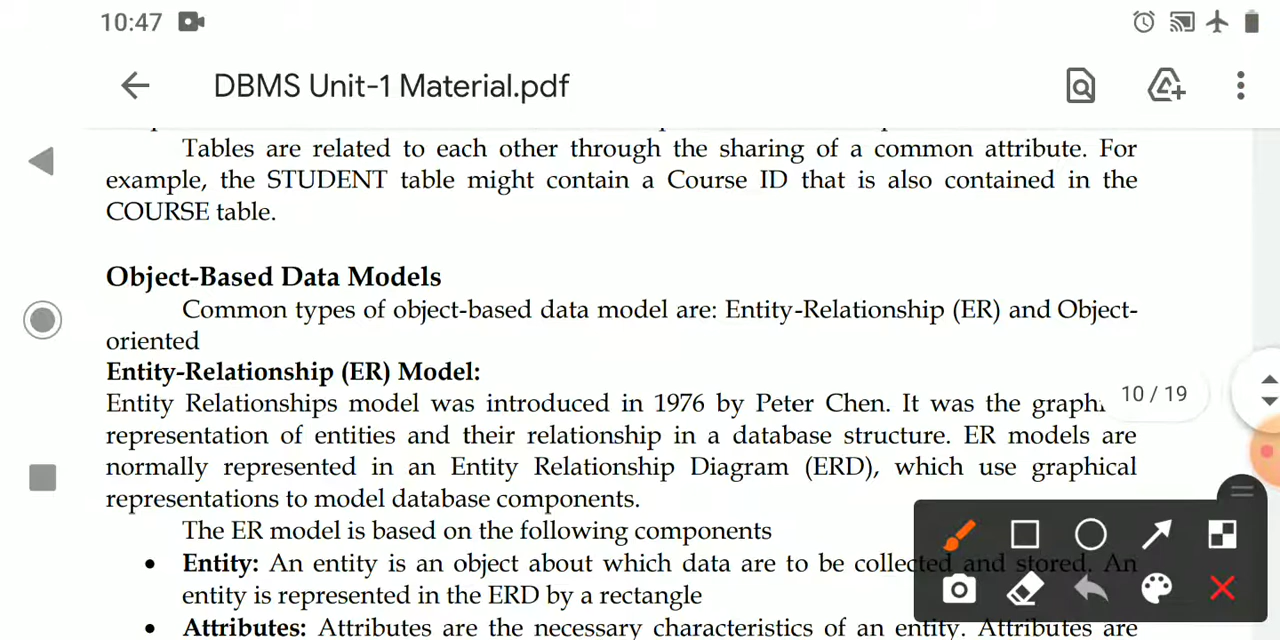 10:47
DBMS Unit-1 Material.pdf
Tables are related to each other through the sharing of a common attribute. For
example, the STUDENT table might contain a Course ID that is also contained in the
COURSE table.
Object-Based Data Models
Common types of object-based data model are: Entity-Relationship (ER) and Object-
oriented
Entity-Relationship (ER) Model:
Entity Relationships model was introduced in 1976 by Peter Chen. It was the
10 / 19
representation of entities and their relationship in a database structure. ER models are
normally represented in an Entity Relationship Diagram (ERD), which use graphical
representations to model database components.
The ER model is based on the following components
• Entity: An entity is an object about which data are to be collected and stored. An
entity is represented in the ERD by a rectangle
• Attributes: Attributes are the necessary characteristics of an entity. Attributes are